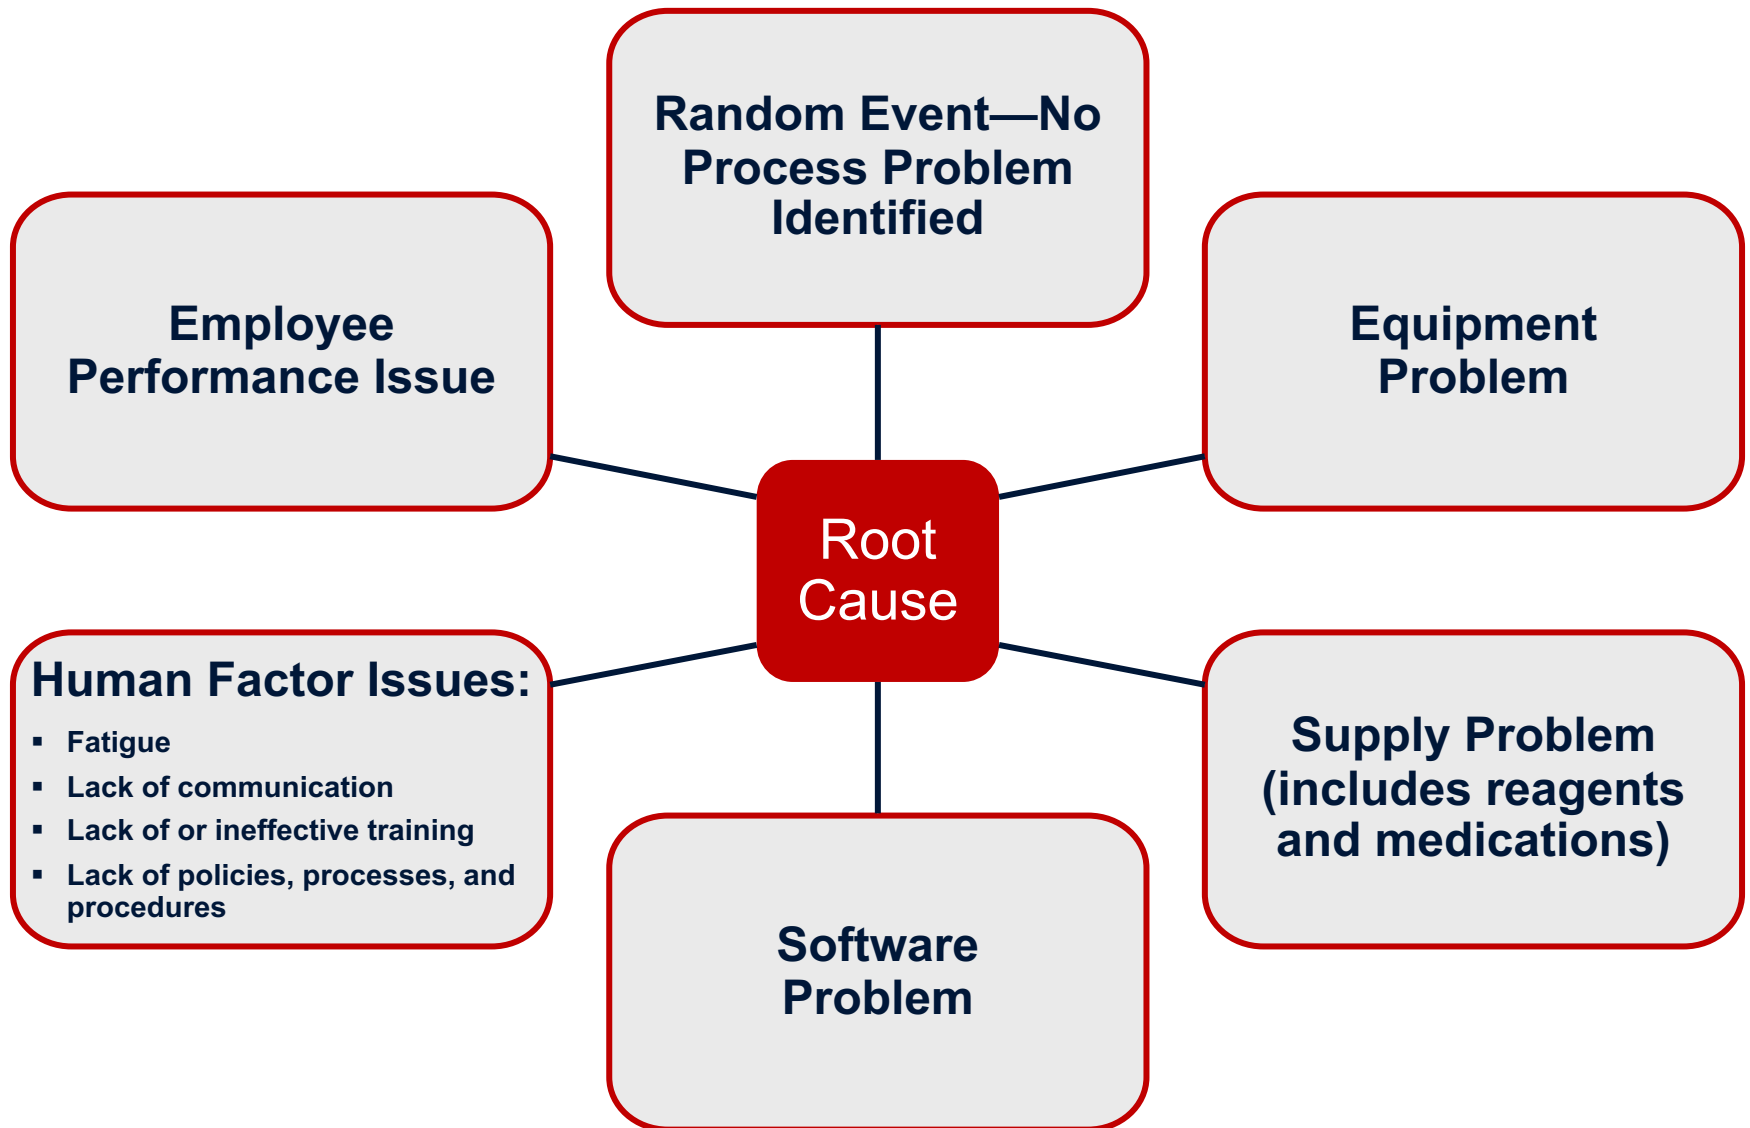 Random Event—No
Process Problem
Identified
Employee
Performance Issue
Equipment
Problem
Root
Cause
Human Factor Issues:
▪ Fatigue
▪ Lack of communication
▪ Lack of or ineffective training
▪ Lack of policies, processes, and
procedures
Supply Problem
(includes reagents
and medications)
Software
Problem